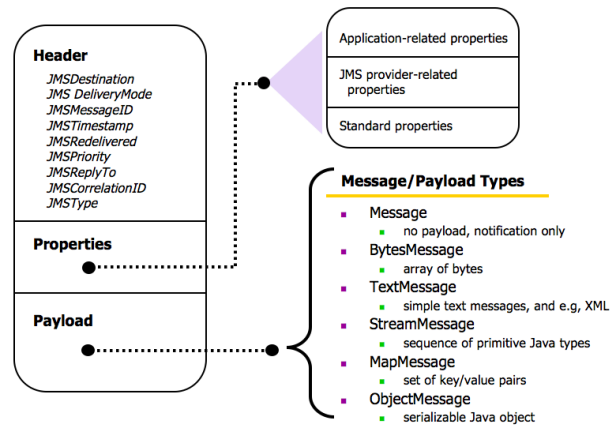 Header
JMSDestination
JMS DeliveryMode
JMSMessageID
JMSTimestamp
JMSRedelivered
JMSPriority
JMSReplyTo
JMSCorrelationID
JMSType
Properties
Payload
Application-related properties
JMS provider-related
properties
Standard properties
Message/Payload Types
Message
no payload, notification only
BytesMessage
array of bytes
TextMessage
simple text messages, and e.g, XML
StreamMessage
sequence of primitive Java types
MapMessage
set of key/value pairs
ObjectMessage
serializable Java object